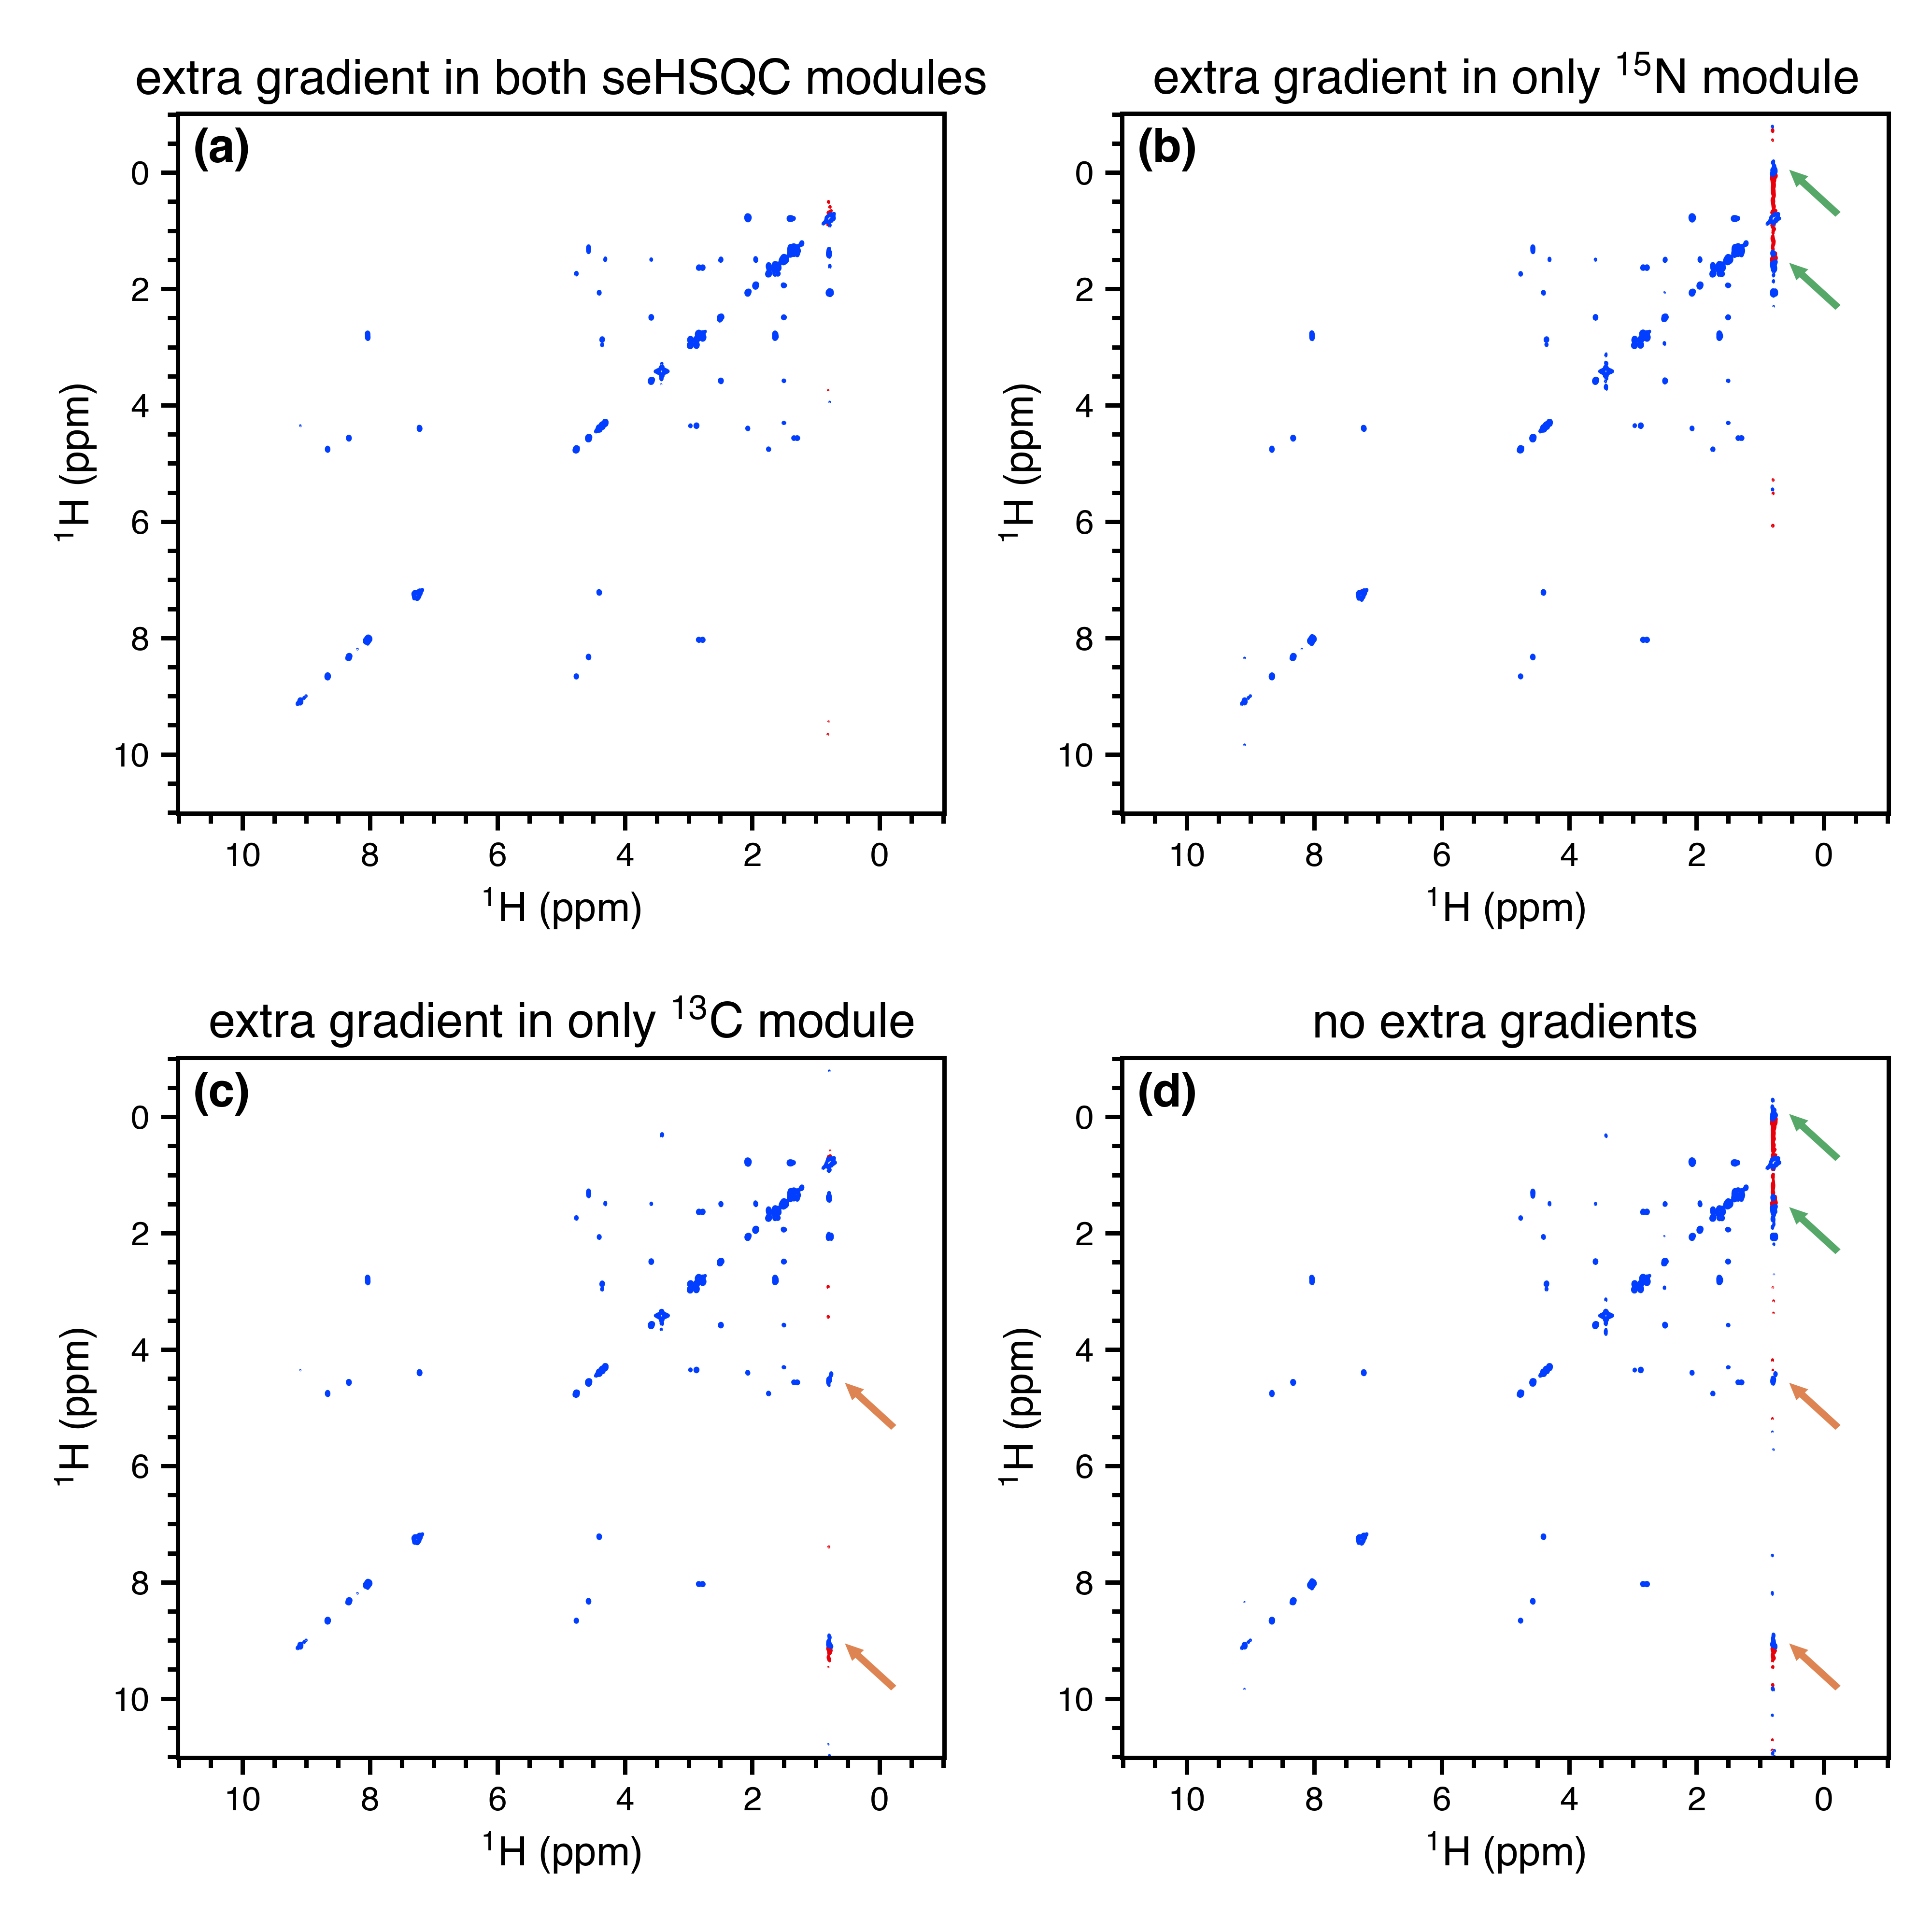 extra gradient in both seHSQC modules
(a)
0
2
4
6
8
10
¹H (ppm)
10 8 6 4 2 0
¹H (ppm)
extra gradient in only ¹⁵N module
(b)
0
2
4
6
8
10
¹H (ppm)
10 8 6 4 2 0
¹H (ppm)
extra gradient in only ¹³C module
(c)
0
2
4
6
8
10
¹H (ppm)
10 8 6 4 2 0
¹H (ppm)
no extra gradients
(d)
0
2
4
6
8
10
¹H (ppm)
10 8 6 4 2 0
¹H (ppm)